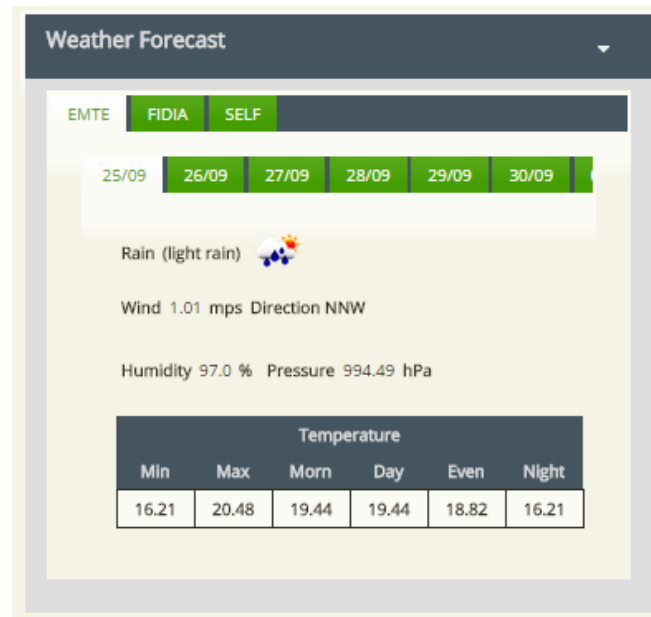 Weather Forecast
EMTE FIDIA SELF
25/09 26/09 27/09 28/09 29/09 30/09
Rain (light rain)
Wind 1.01 mps Direction NNW
Humidity 97.0 % Pressure 994.49 hPa
Temperature
Min Max Morn Day Even Night
16.21 20.48 19.44 19.44 18.82 16.21